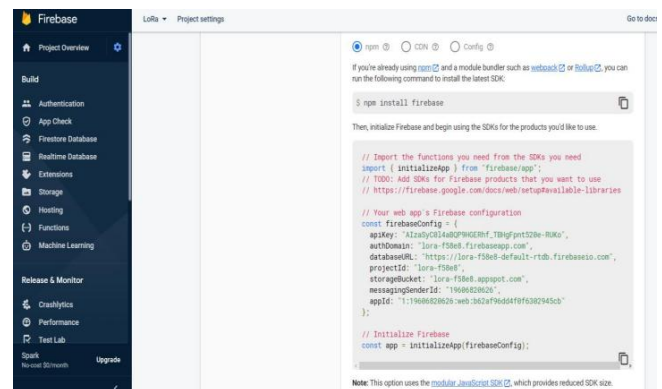 Firebase
LoRa
Project settings
Go to docs
Project Overview
Build
Authentication
App Check
Firestore Database
Realtime Database
Extensions
Storage
Hosting
Functions
Machine Learning
Release & Monitor
Crashlytics
Performance
Test Lab
Spark
No-cost $0/month
Upgrade
npm
CDN
Config
If you're already using npm and a module bundler such as webpack or Rollup, you can
run the following command to install the latest SDK:
$ npm install firebase
Then, initialize Firebase and begin using the SDKs for the products you'd like to use.
// Import the functions you need from the SDKs you need
import { initializeApp } from "firebase/app";
// TODO: Add SDKs for Firebase products that you want to use
// https://firebase.google.com/docs/web/setup#available-libraries
// Your web app's Firebase configuration
const firebaseConfig = {
apiKey:
authDomain: "lora-f58e8.firebaseapp.com",
databaseURL: "https://lora-f58e8-default-rtdb.firebaseio.com",
projectId: "lora-f58e8",
storageBucket: "lora-f58e8.appspot.com",
messagingSenderId: "19606820626",
appId:
};
// Initialize Firebase
const app = initializeApp(firebaseConfig);
Note: This option uses the modular JavaScript SDK, which provides reduced SDK size.